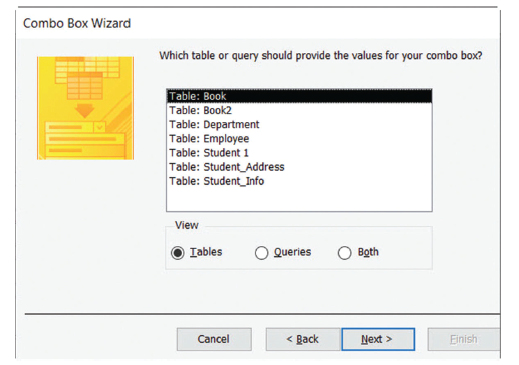 Combo Box Wizard
Which table or query should provide the values for your combo box?
Table: Book
Table: Book2
Table: Department
Table: Employee
Table: Student 1
Table: Student_Address
Table: Student_Info
View
Tables Queries Both
Cancel < Back Next > Finish